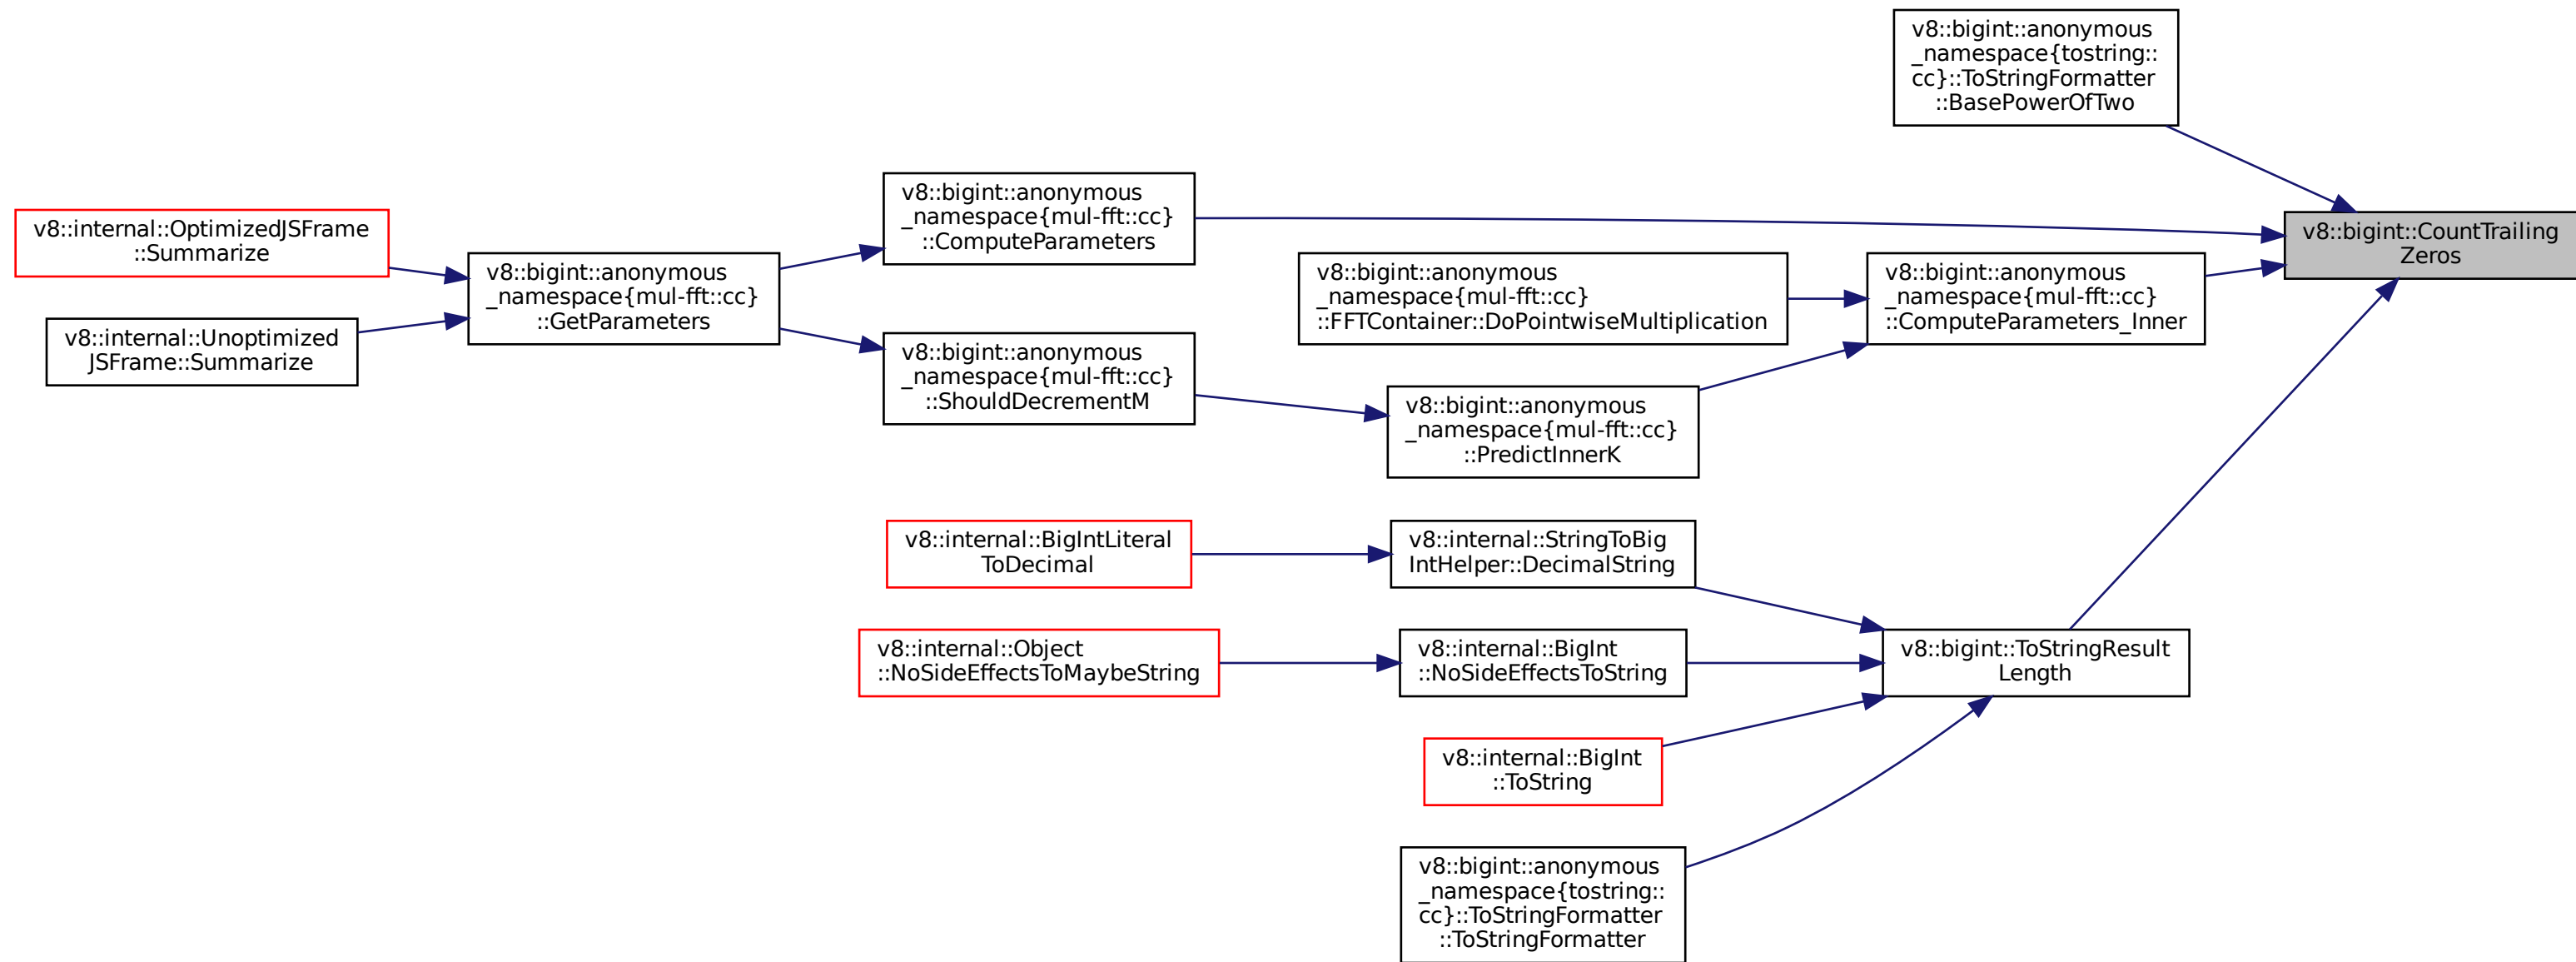 v8::bigint::anonymous
_namespace{tostring::
cc}::ToStringFormatter
::BasePowerOfTwo
v8::bigint::anonymous
_namespace{mul-fft::cc}
::ComputeParameters
v8::internal::OptimizedJSFrame
::Summarize
v8::bigint::CountTrailing
Zeros
v8::bigint::anonymous
_namespace{mul-fft::cc}
::GetParameters
v8::bigint::anonymous
_namespace{mul-fft::cc}
::FFTContainer::DoPointwiseMultiplication
v8::bigint::anonymous
_namespace{mul-fft::cc}
::ComputeParameters_Inner
v8::internal::Unoptimized
JSFrame::Summarize
v8::bigint::anonymous
_namespace{mul-fft::cc}
::ShouldDecrementM
v8::bigint::anonymous
_namespace{mul-fft::cc}
::PredictInnerK
v8::internal::BigIntLiteral
ToDecimal
v8::internal::StringToBig
IntHelper::DecimalString
v8::internal::Object
::NoSideEffectsToMaybeString
v8::internal::BigInt
::NoSideEffectsToString
v8::bigint::ToStringResult
Length
v8::internal::BigInt
::ToString
v8::bigint::anonymous
_namespace{tostring::
cc}::ToStringFormatter
::ToStringFormatter